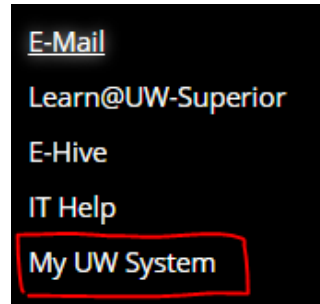 E-Mail
Learn@UW-Superior
E-Hive
IT Help
My UW System